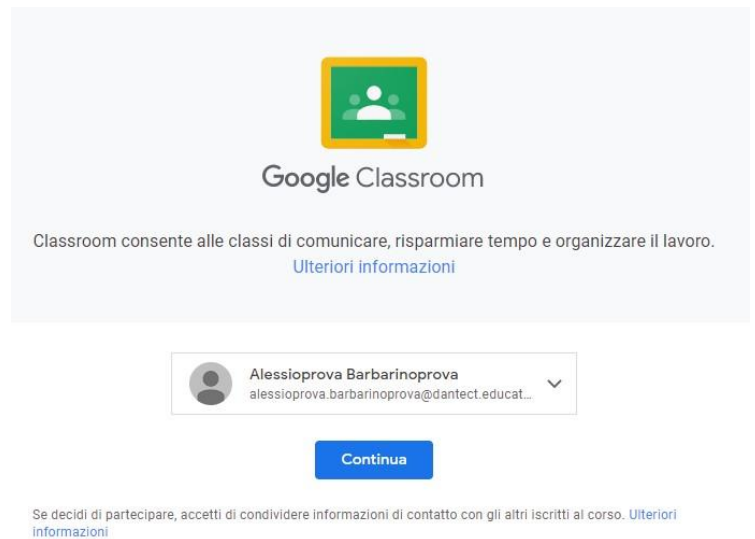 Google Classroom
Classroom consente alle classi di comunicare, risparmiare tempo e organizzare il lavoro.
Ulteriori informazioni
Alessioprova Barbarinoprova
alessioprova.barbarinoprova@dantect.educat...
Continua
Se decidi di partecipare, accetti di condividere informazioni di contatto con gli altri iscritti al corso. Ulteriori
informazioni